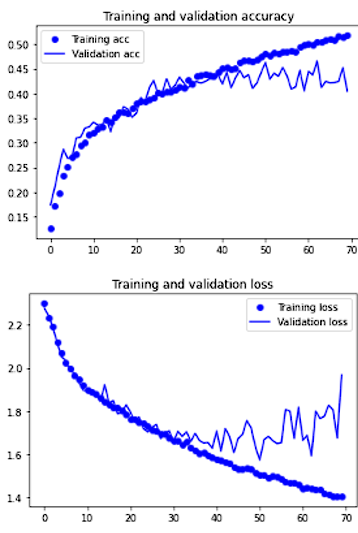 Training and validation accuracy
Training acc
Validation acc
0.50
0.45
0.40
0.35
0.30
0.25
0.20
0.15
0 10 20 30 40 50 60 70
Training and validation loss
Training loss
Validation loss
2.2
2.0
1.8
1.6
1.4
0 10 20 30 40 50 60 70